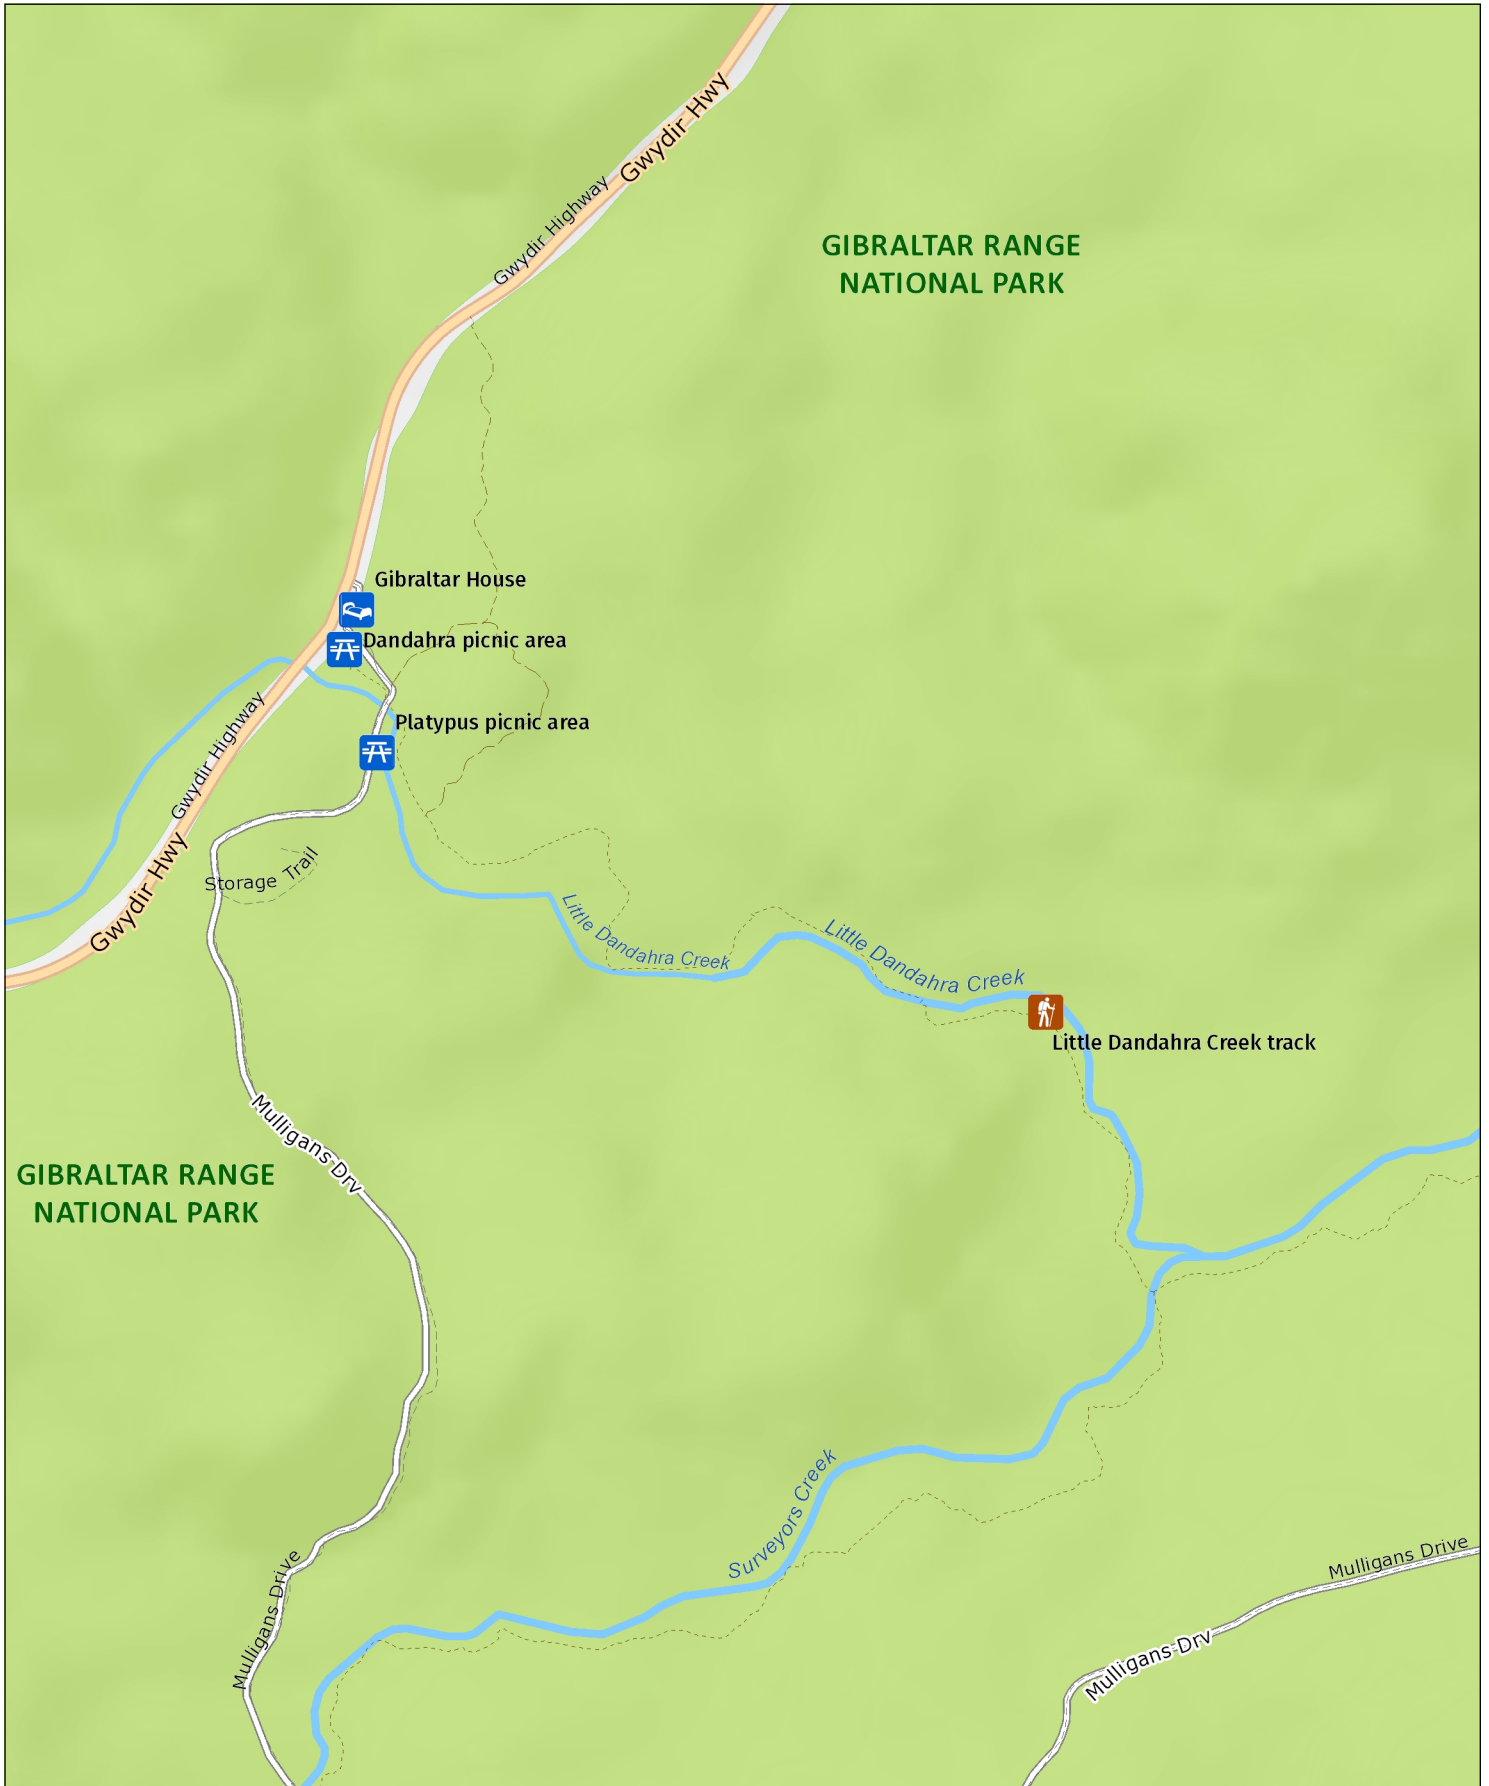 Gwydir Hwy
Gwydir Highway
GIBRALTAR RANGE
NATIONAL PARK
Gibraltar House
Dandahra picnic area
Platypus picnic area
Gwydir Highway
Gwydir Hwy
Storage Trail
Little Dandahra Creek
Little Dandahra Creek
Little Dandahra Creek track
Mulligans Drv
GIBRALTAR RANGE
NATIONAL PARK
Surveyors Creek
Mulligans Drive
Mulligans Drive
Mulligans Drv